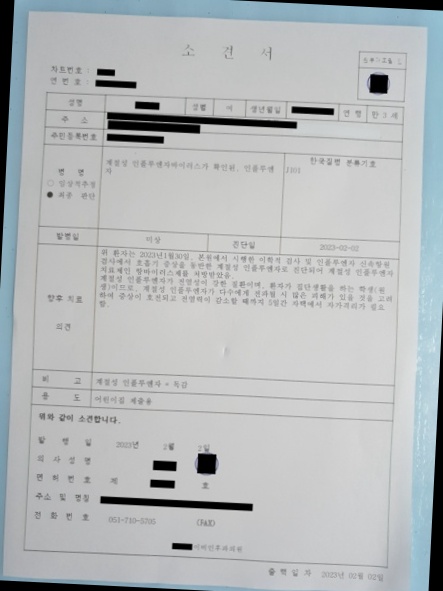 소 견 서
차트번호 :
연 번호 :
성명 성별 여 생년월일 연령 만 3 세
주 소
주민등록번호
병 명
○ 임상적추정
● 최종 판단
계절성 인플루엔자바이러스가 확인된, 인플루엔
자
한국질병 분류기호
J101
발병일 미상 진단일 2023-02-02
향후 치료
의견
위 환자는 2023년1월30일, 본원에서 시행한 이학적 검사 및 인플루엔자 신속항원
검사에서 호흡기 증상을 동반한 계절성 인플루엔자로 진단되어 계절성 인플루엔자
치료제인 항바이러스제를 처방받았음.
계절성 인플루엔자가 전염성이 강한 질환이며, 환자가 집단생활을 하는 학생(원
생)이므로, 계절성 인플루엔자가 다수에게 전파될 시 많은 피해가 있을 것을 고려
하여 증상이 호전되고 전염력이 감소할 때까지 5일간 자택에서 자가격리가 필요
함.
비 고 계절성 인플루엔자 = 독감
용 도 어린이집 제출용
위와 같이 소견합니다.
발 행 일 2023년 2월 2일
의 사 성 명
면 허 번 호 제 호
주소 및 명칭
전 화 번 호 051-710-5705 (FAX)
이비인후과의원
출 력 일 자 2023년 02월 02일